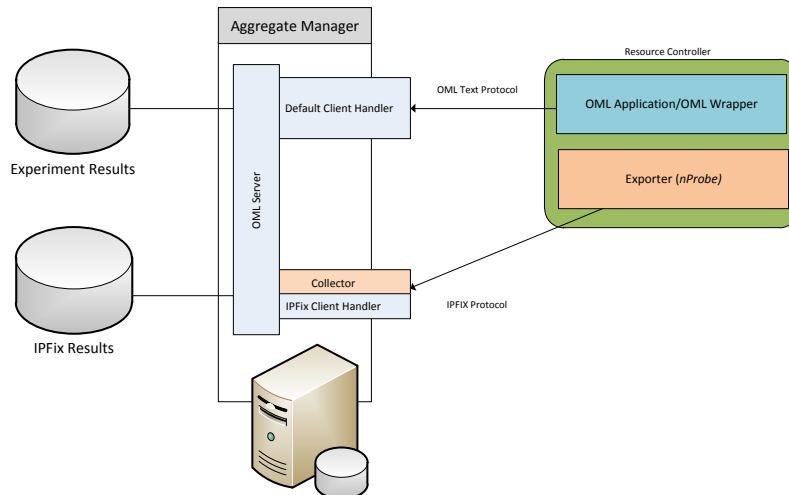 Aggregate Manager
Resource Controller
OML Text Protocol
Default Client Handler
OML Application/OML Wrapper
Experiment Results
Exporter (nProbe)
OML Server
Collector
IPFix Client Handler
IPFIX Protocol
IPFix Results